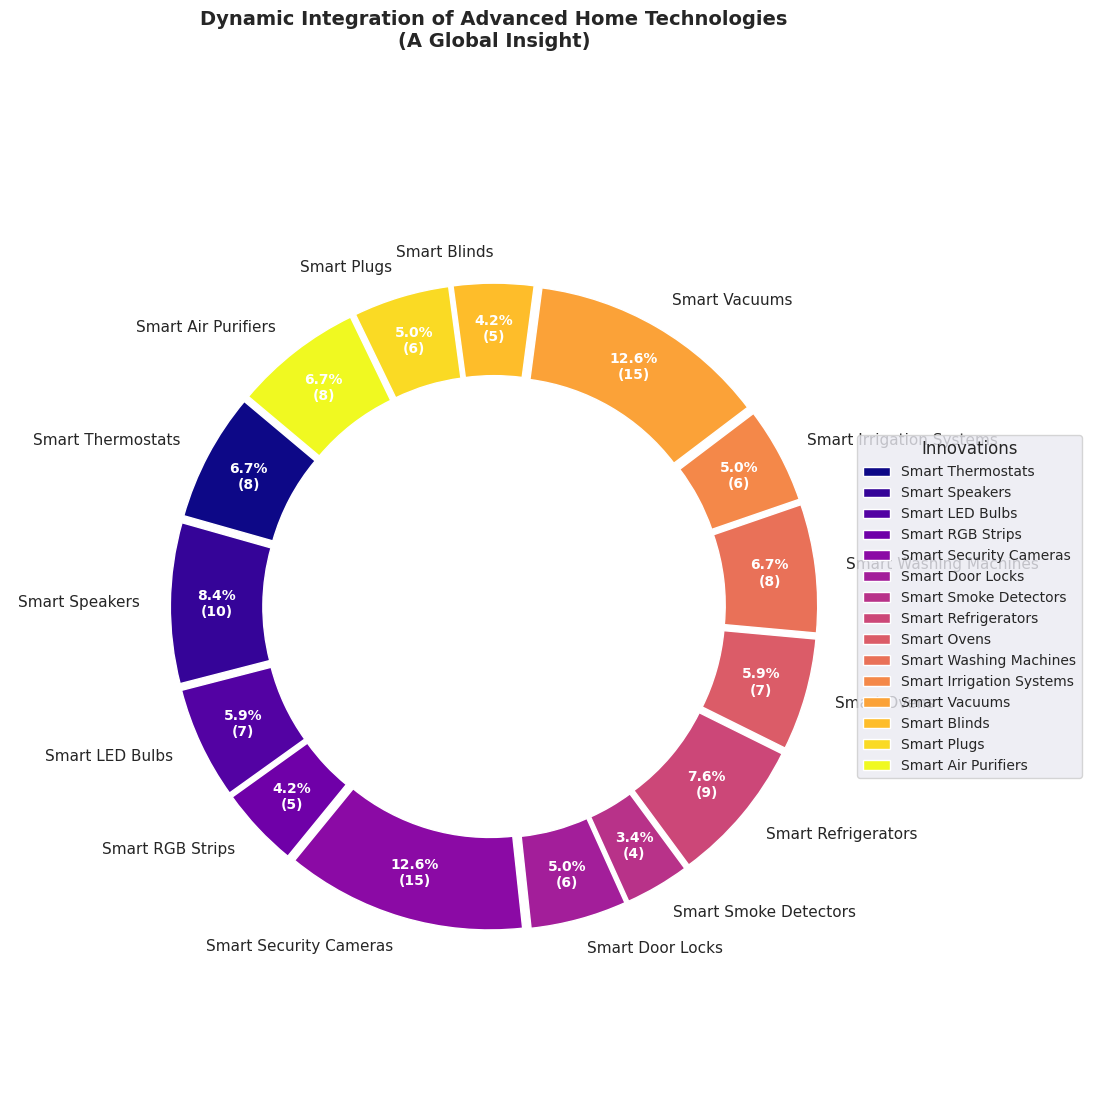 Dynamic Integration of Advanced Home Technologies
(A Global Insight)
Smart Blinds
Smart Plugs
Smart Vacuums
Smart Air Purifiers
4.2%
(5)
5.0%
(6)
12.6%
(15)
6.7%
(8)
Smart Thermostats
Smart Irrigation Systems
6.7%
(8)
5.0%
(6)
Smart Washing Machines
6.7%
(8)
Smart Speakers
8.4%
(10)
5.9%
(7)
Smart Ovens
5.9%
(7)
Smart LED Bulbs
7.6%
(9)
4.2%
(5)
Smart Refrigerators
Smart RGB Strips
3.4%
(4)
12.6%
(15)
5.0%
(6)
Smart Smoke Detectors
Smart Security Cameras
Smart Door Locks
Innovations
Smart Thermostats
Smart Speakers
Smart LED Bulbs
Smart RGB Strips
Smart Security Cameras
Smart Door Locks
Smart Smoke Detectors
Smart Refrigerators
Smart Ovens
Smart Washing Machines
Smart Irrigation Systems
Smart Vacuums
Smart Blinds
Smart Plugs
Smart Air Purifiers